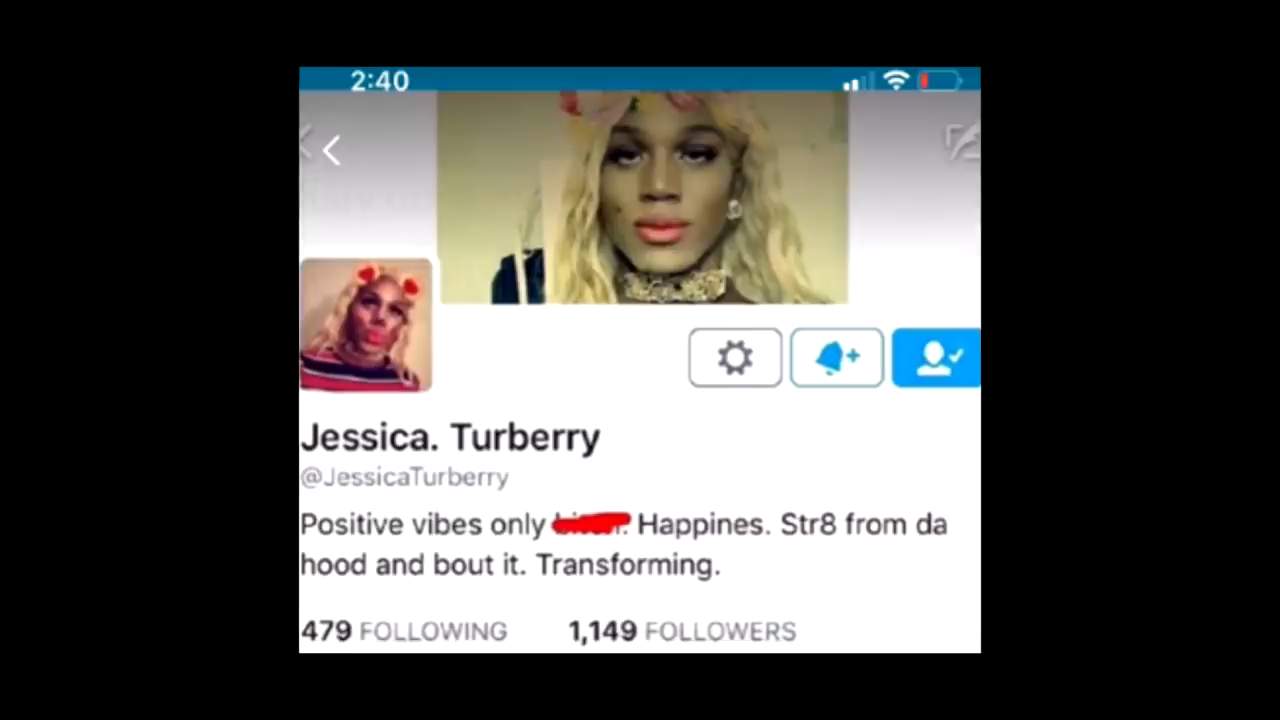 2:40
Jessica. Turberry
@JessicaTurberry
Positive vibes only Happines. Str8 from da
hood and bout it. Transforming.
479 FOLLOWING 1,149 FOLLOWERS